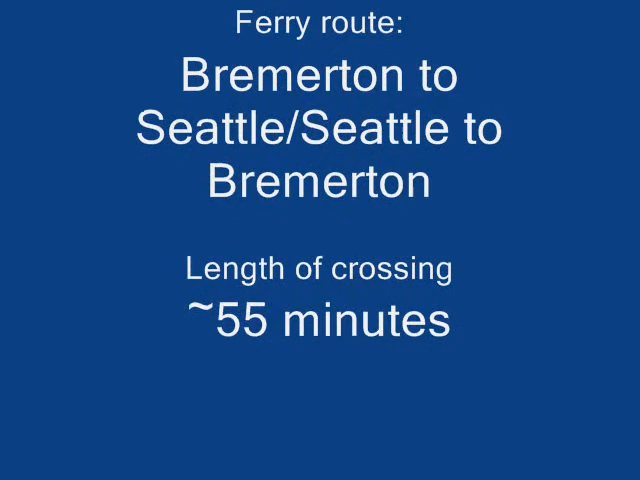 Ferry route:
Bremerton to
Seattle/Seattle to
Bremerton
Length of crossing
~55 minutes